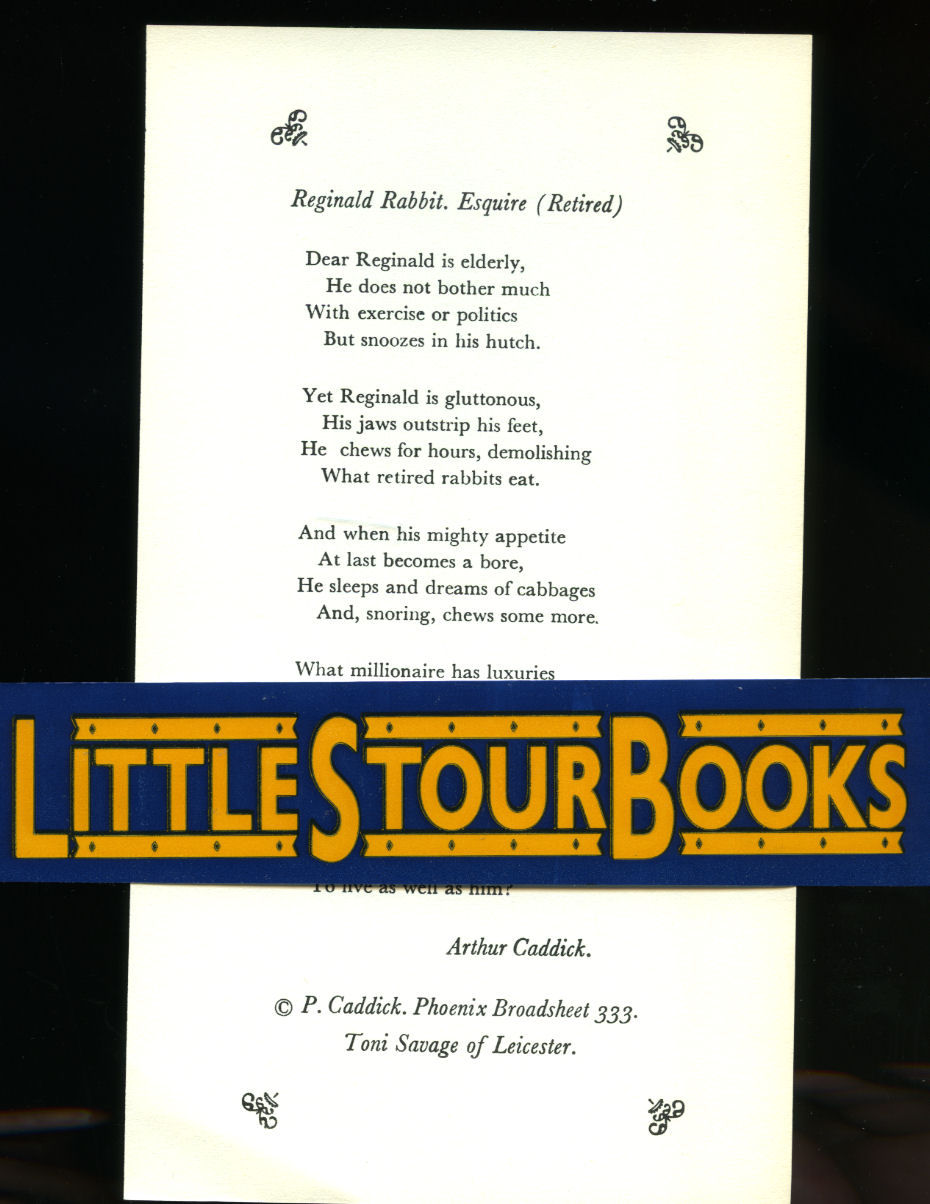 Reginald Rabbit. Esquire (Retired)
Dear Reginald is elderly,
He does not bother much
With exercise or politics
But snoozes in his hutch.
Yet Reginald is gluttonous,
His jaws outstrip his feet,
He chews for hours, demolishing
What retired rabbits eat.
And when his mighty appetite
At last becomes a bore,
He sleeps and dreams of cabbages
And, snoring, chews some more.
What millionaire has luxuries
LITTLE STOUR BOOKS
To live as well as him?
Arthur Caddick.
© P. Caddick. Phoenix Broadsheet 333.
Toni Savage of Leicester.